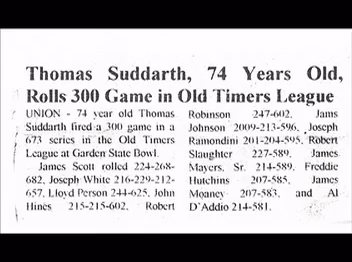 Thomas Suddarth, 74 Years Old,
Rolls 300 Game in Old Timers League
UNION - 74 year old Thomas
Suddarth fired a 300 game in a
673 series in the Old Timers
League at Garden State Bowl.
James Scott rolled 224-268-
682, Joseph White 216-229-212-
657, Lloyd Person 244-625, John
Hines 215-215-602, Robert
Robinson 247-602, Jams
Johnson 2009-213-596, Joseph
Ramondini 201-204-595, Robert
Slaughter 227-589, James
Mayers, Sr. 214-589, Freddie
Hutchins 207-585, James
Moaney 207-583, and Al
D'Addio 214-581.